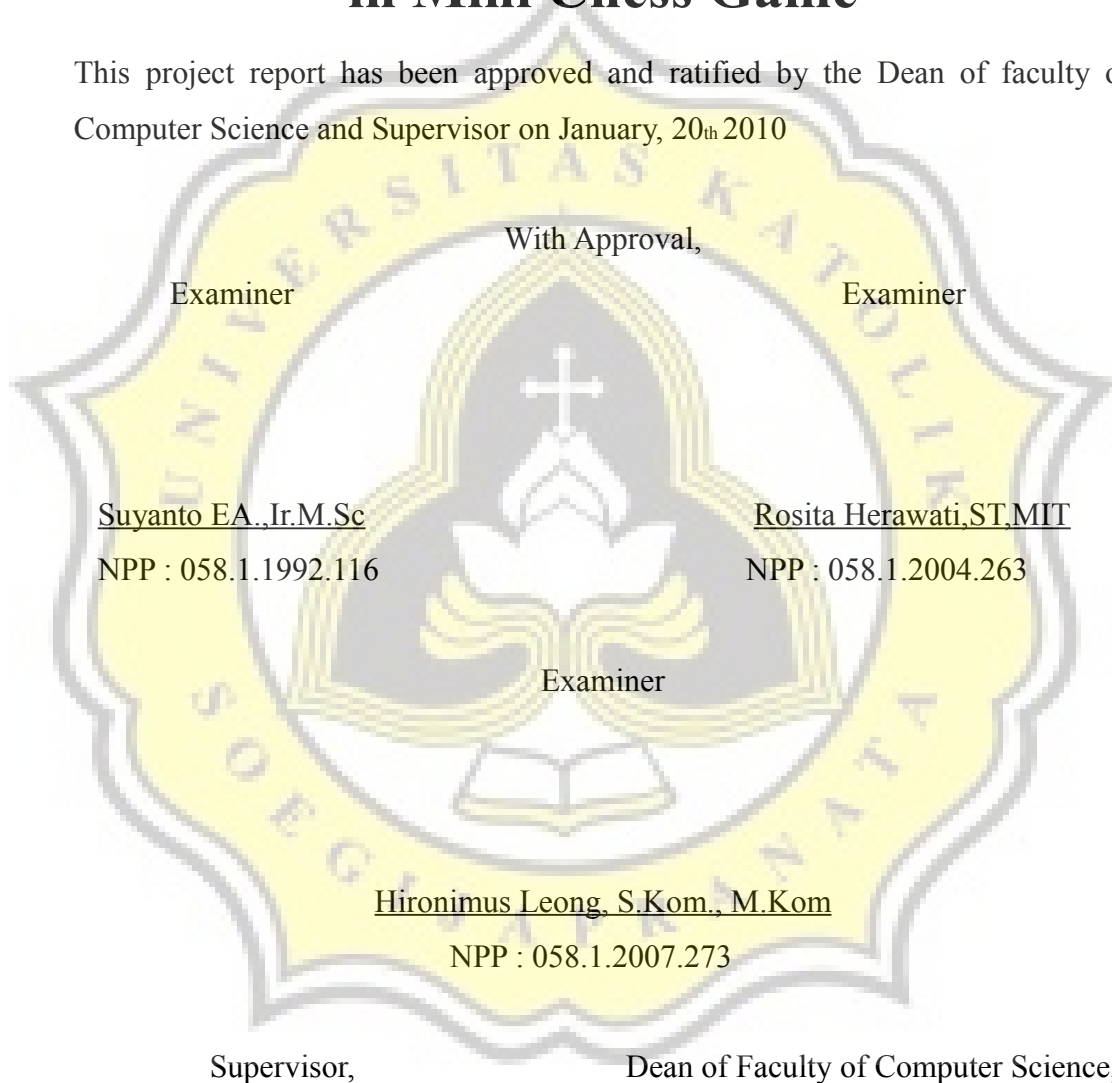 in Mini Chess Game
This project report has been approved and ratified by the Dean of faculty
Computer Science and Supervisor on January, 20th 2010
With Approval,
Examiner Examiner
Suyanto EA.,Ir.M.Sc Rosita Herawati,ST,MIT
NPP : 058.1.1992.116 NPP : 058.1.2004.263
Examiner
Hironimus Leong, S.Kom., M.Kom
NPP : 058.1.2007.273
Supervisor, Dean of Faculty of Computer Science,
UNIVERSITAS KATOLIK
SOEGIJAPRANATA